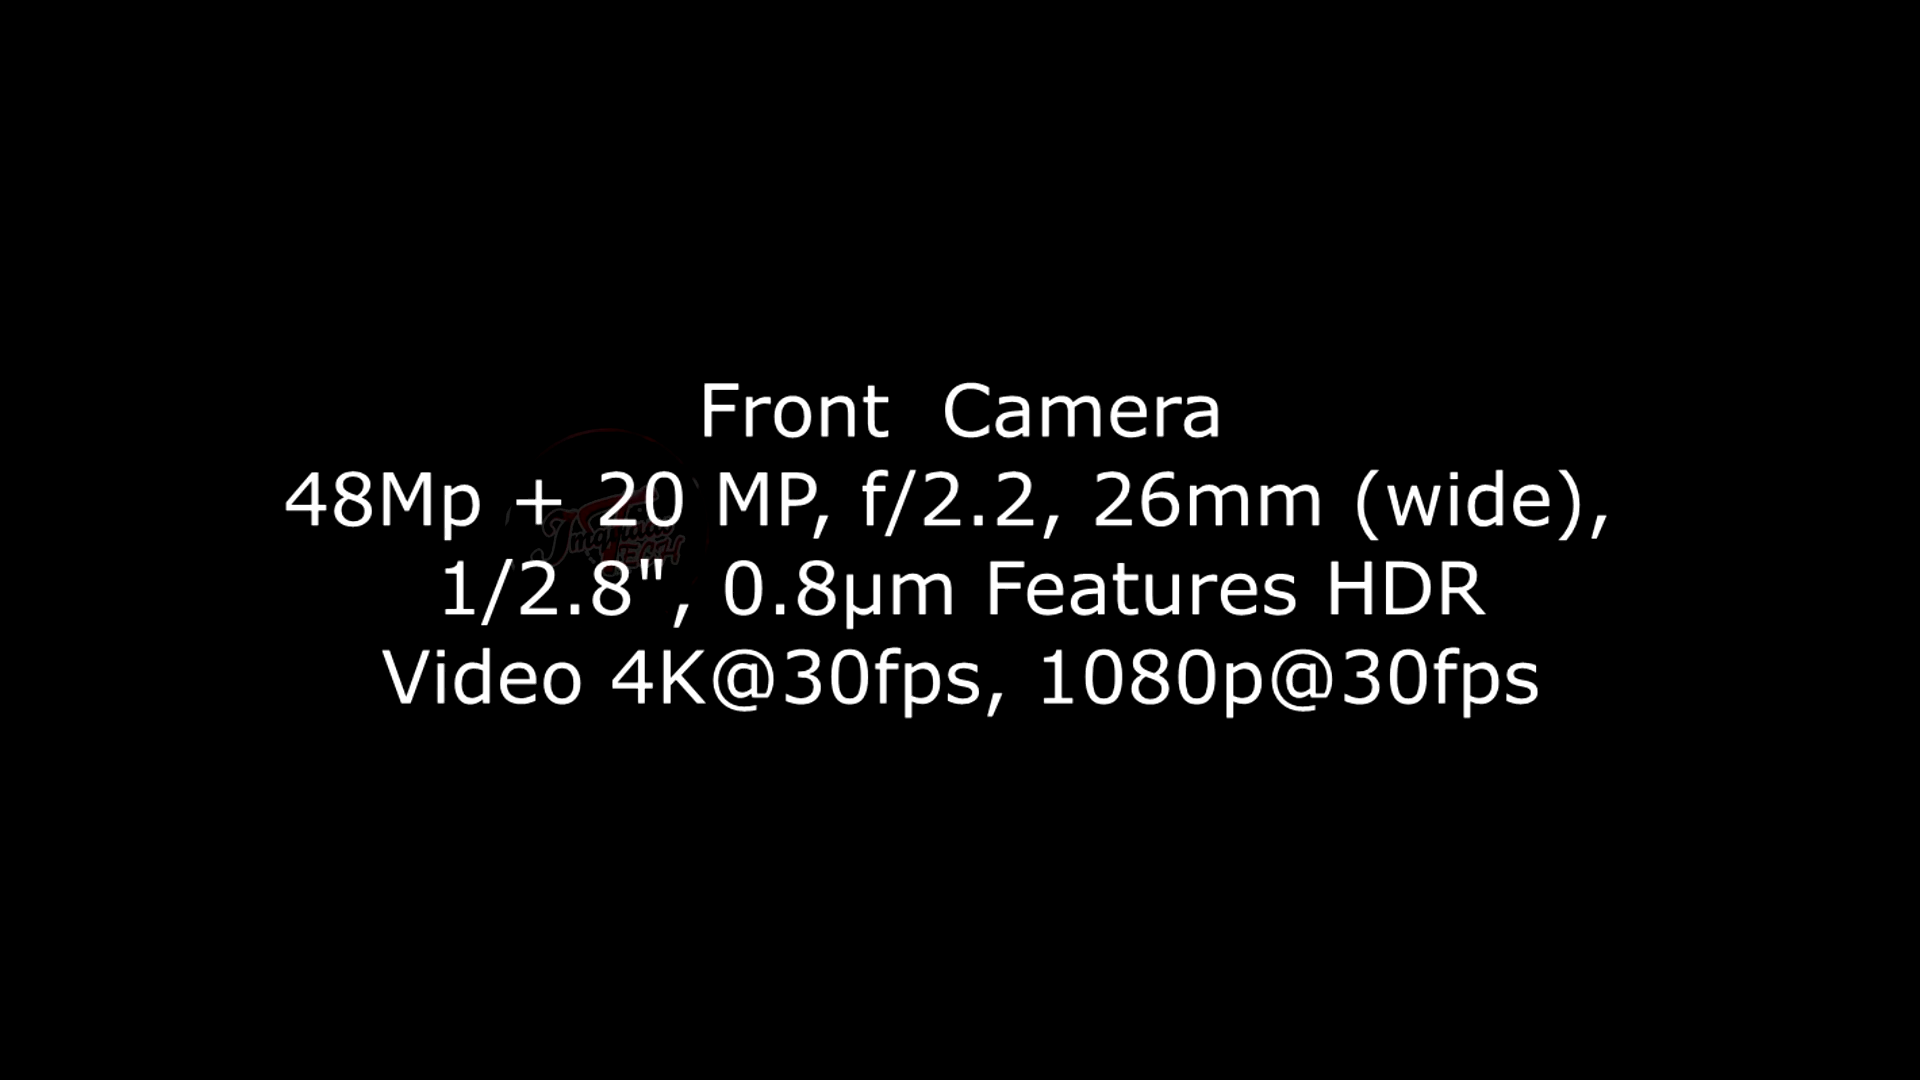 Front  Camera
48Mp + 20 MP, f/2.2, 26mm (wide),
1/2.8", 0.8µm Features HDR
Video 4K@30fps, 1080p@30fps